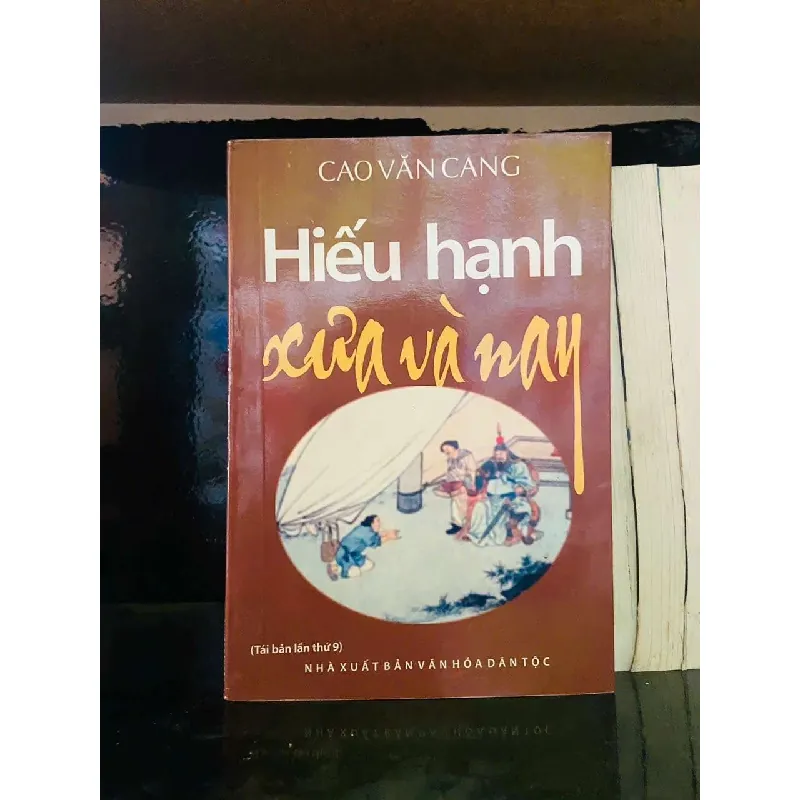 CAO VĂN CANG
Hiếu hạnh
xưa và nay
(Tái bản lần thứ 9)
NHÀ XUẤT BẢN VĂN HÓA DÂN TỘC